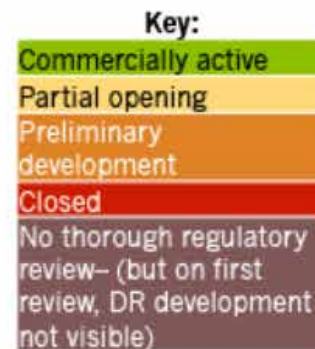 Key:
Commercially active
Partial opening
Preliminary
development
Closed
No thorough regulatory
review– (but on first
review, DR development
not visible)